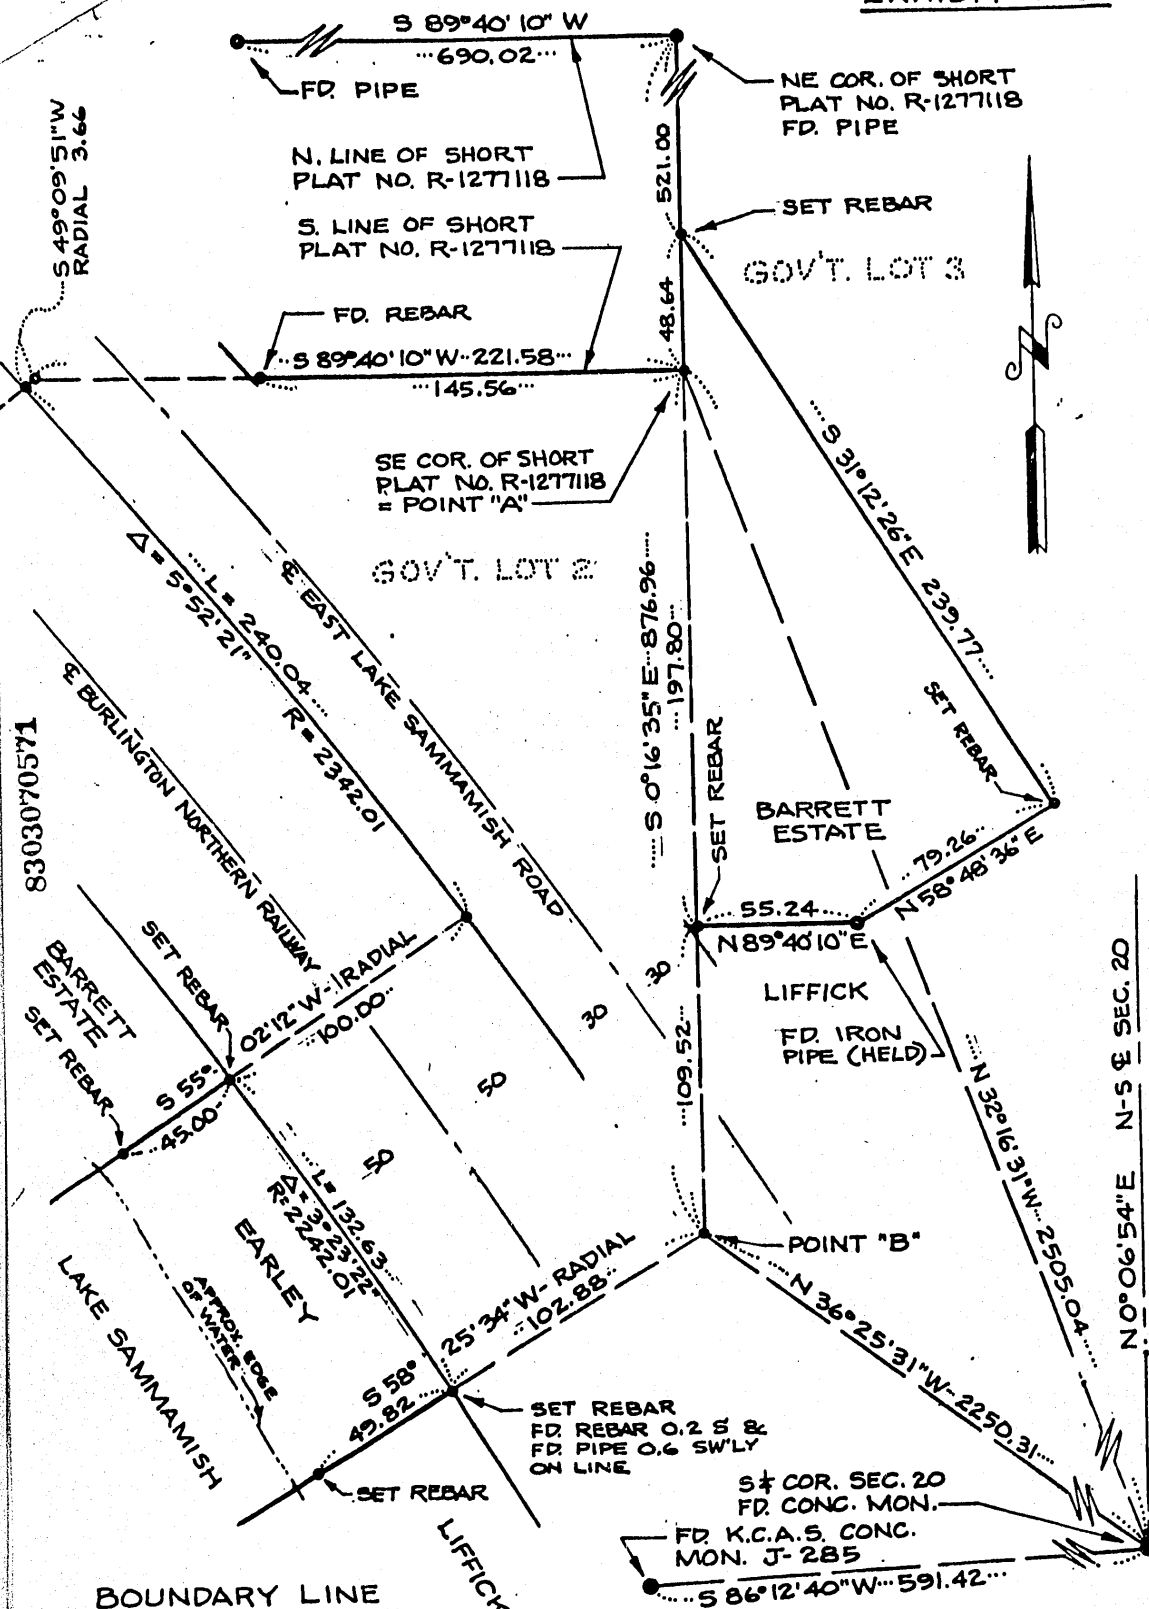 S 89°40'10" W
690.02
FD. PIPE
NE COR. OF SHORT
PLAT NO. R-1277118
FD. PIPE
S 49°09'51"W
RADIAL 3.66
N. LINE OF SHORT
PLAT NO. R-1277118
521.00
S. LINE OF SHORT
PLAT NO. R-1277118
SET REBAR
GOV'T. LOT 3
48.64
FD. REBAR
S 89°40'10"W 221.58
145.56
SE COR. OF SHORT
PLAT NO. R-1277118
= POINT "A"
S 31°12'26"E 239.77
GOV'T. LOT 2
L = 240.04
Δ = 5°52'21"
R = 2342.01
℄ EAST LAKE SAMMAMISH ROAD
S 0°16'35"E 876.96
197.80
℄ BURLINGTON NORTHERN RAILWAY
8303070571
SET REBAR
SET REBAR
BARRETT
ESTATE
79.26
N 58°48'36" E
55.24
N 89°40'10"E
LIFFICK
FD. IRON
PIPE (HELD)
SET REBAR
BARRETT
ESTATE
SET REBAR
S 55° 02'12"W-RADIAL
100.00
45.00
30
30
50
50
109.52
N 32°16'31"W 2505.04
N 0°06'54"E N-S ℄ SEC. 20
L= 132.63
Δ = 3°23'22"
R= 2242.01
EARLEY
LAKE SAMMAMISH
APPROX. EDGE
OF WATER
POINT "B"
S 58° 25'34"W-RADIAL
102.88
49.82
N 36°25'31"W 2250.31
SET REBAR
FD. REBAR 0.2 S &
FD. PIPE 0.6 SW'LY
ON LINE
SET REBAR
S¼ COR. SEC. 20
FD. CONC. MON.
FD. K.C.A.S. CONC.
MON. J-285
S 86°12'40"W 591.42
LIFFICK
BOUNDARY LINE